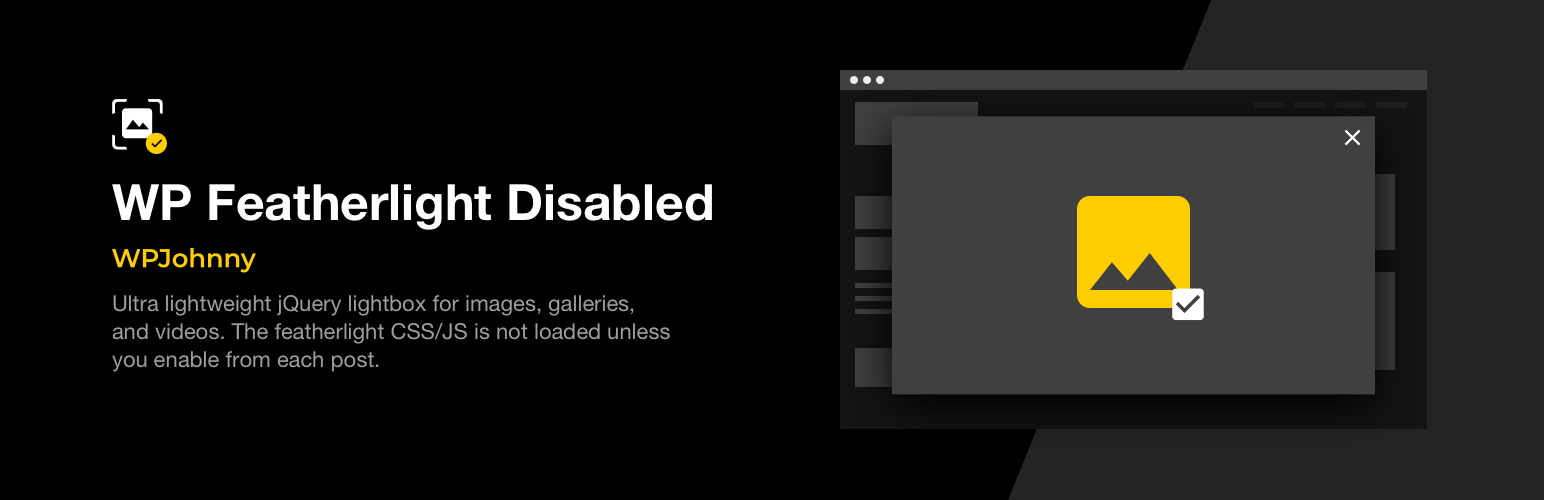 WP Featherlight Disabled
WPJohnny
Ultra lightweight jQuery lightbox for images, galleries,
and videos. The featherlight CSS/JS is not loaded unless
you enable from each post.